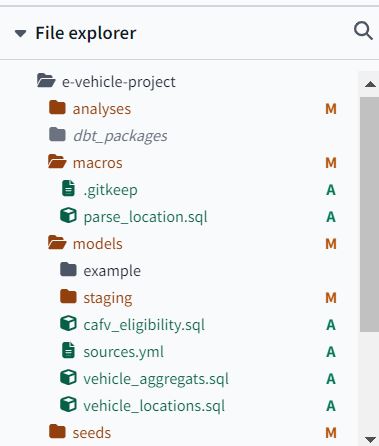 File explorer
e-vehicle-project
analyses M
dbt_packages
macros M
.gitkeep A
parse_location.sql A
models M
example
staging M
cafv_eligibility.sql A
sources.yml A
vehicle_aggregats.sql A
vehicle_locations.sql A
seeds M